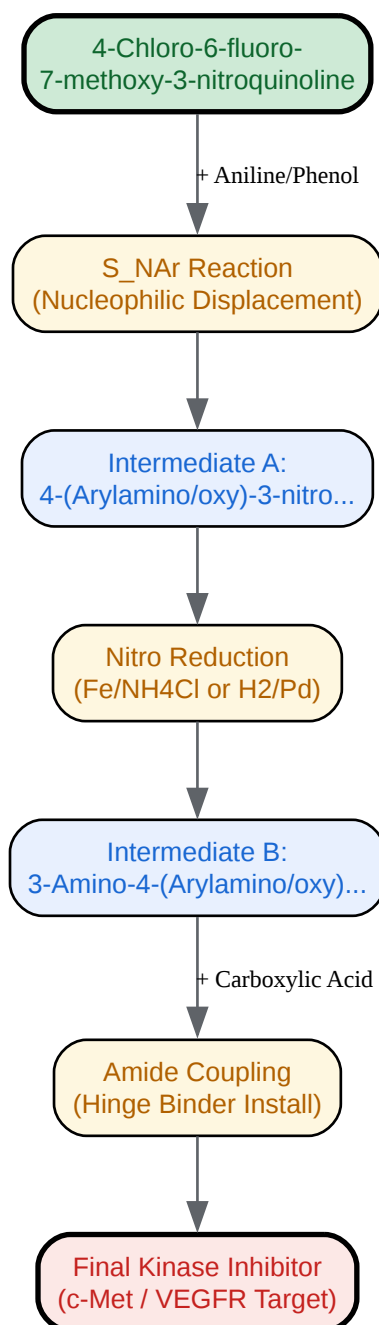 4-Chloro-6-fluoro-
7-methoxy-3-nitroquinoline
+ Aniline/Phenol
S_NAr Reaction
(Nucleophilic Displacement)
Intermediate A:
4-(Arylamino/oxy)-3-nitro...
Nitro Reduction
(Fe/NH4Cl or H2/Pd)
Intermediate B:
3-Amino-4-(Arylamino/oxy)...
+ Carboxylic Acid
Amide Coupling
(Hinge Binder Install)
Final Kinase Inhibitor
(c-Met / VEGFR Target)